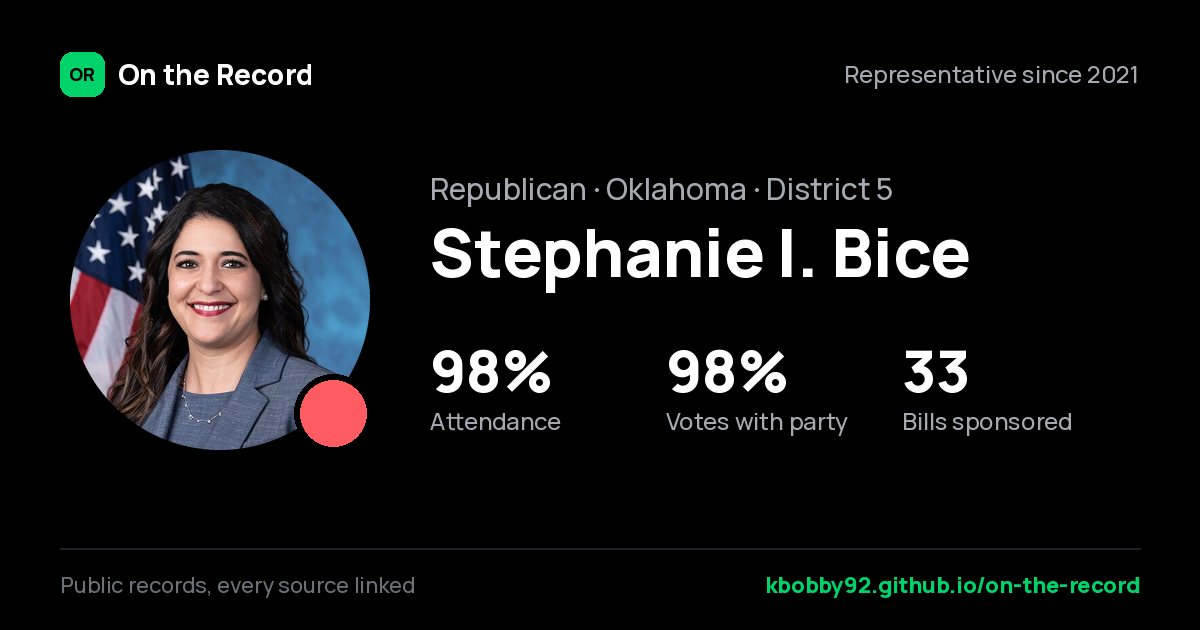 OR On the Record
Representative since 2021
Republican · Oklahoma · District 5
Stephanie I. Bice
98% 98% 33
Attendance Votes with party Bills sponsored
Public records, every source linked
kbobby92.github.io/on-the-record